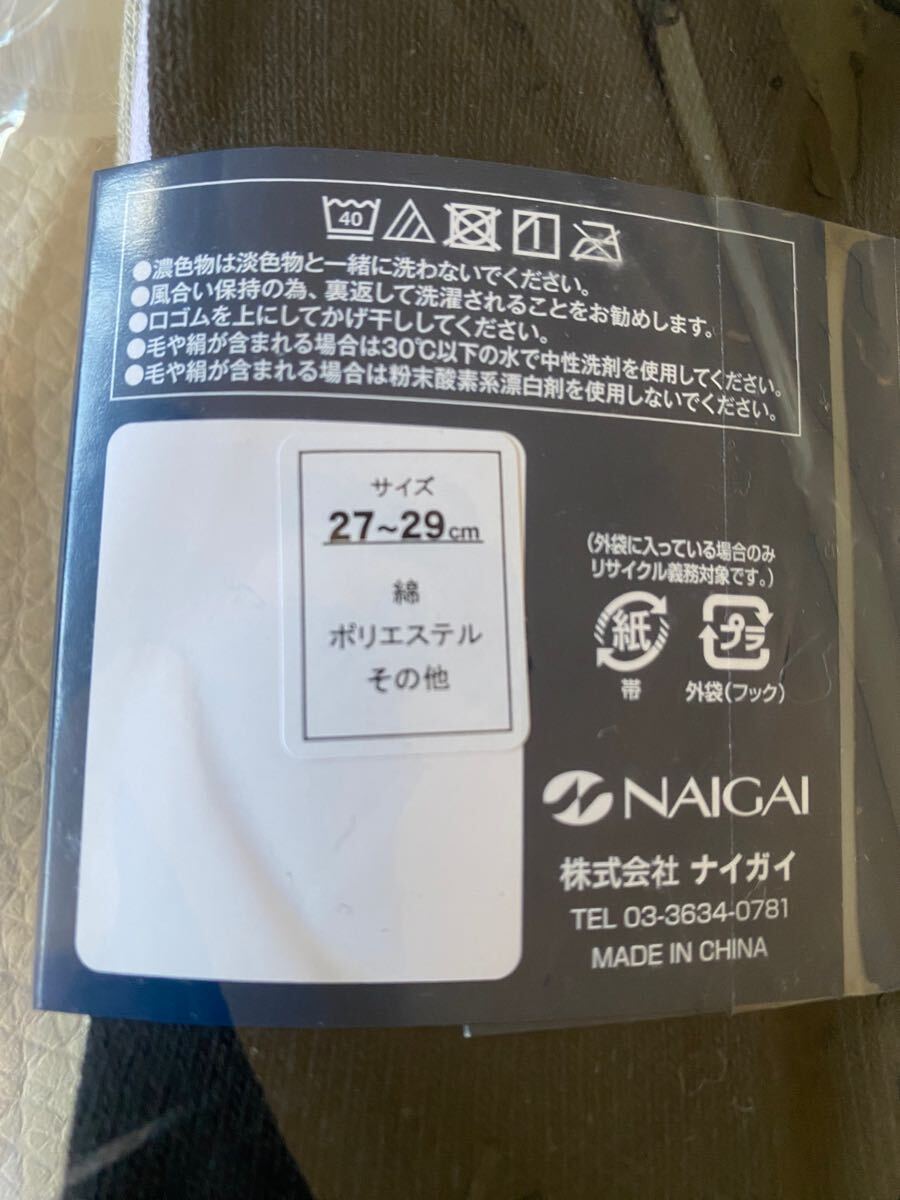 40
●濃色物は淡色物と一緒に洗わないでください。
●風合い保持の為、裏返して洗濯されることをお勧めします。
●口ゴムを上にしてかげ干ししてください。
●毛や絹が含まれる場合は30℃以下の水で中性洗剤を使用してください。
●毛や絹が含まれる場合は粉末酸素系漂白剤を使用しないでください。
サイズ
27~29cm
綿
ポリエステル
その他
(外袋に入っている場合のみ
リサイクル義務対象です。)
紙 プラ
帯 外袋(フック)
NAIGAI
株式会社 ナイガイ
TEL 03-3634-0781
MADE IN CHINA